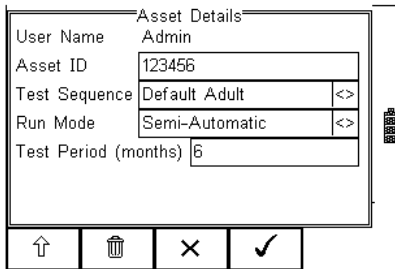 Asset Details
User Name Admin
Asset ID 123456
Test Sequence Default Adult <>
Run Mode Semi-Automatic <>
Test Period (months) 6